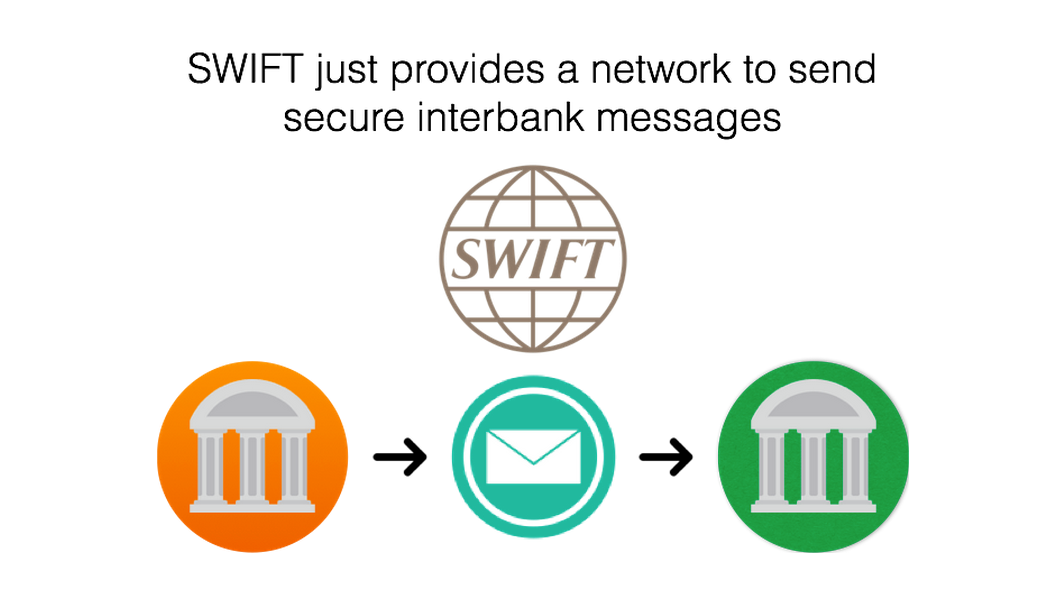 SWIFT just provides a network to send
secure interbank messages
SWIFT